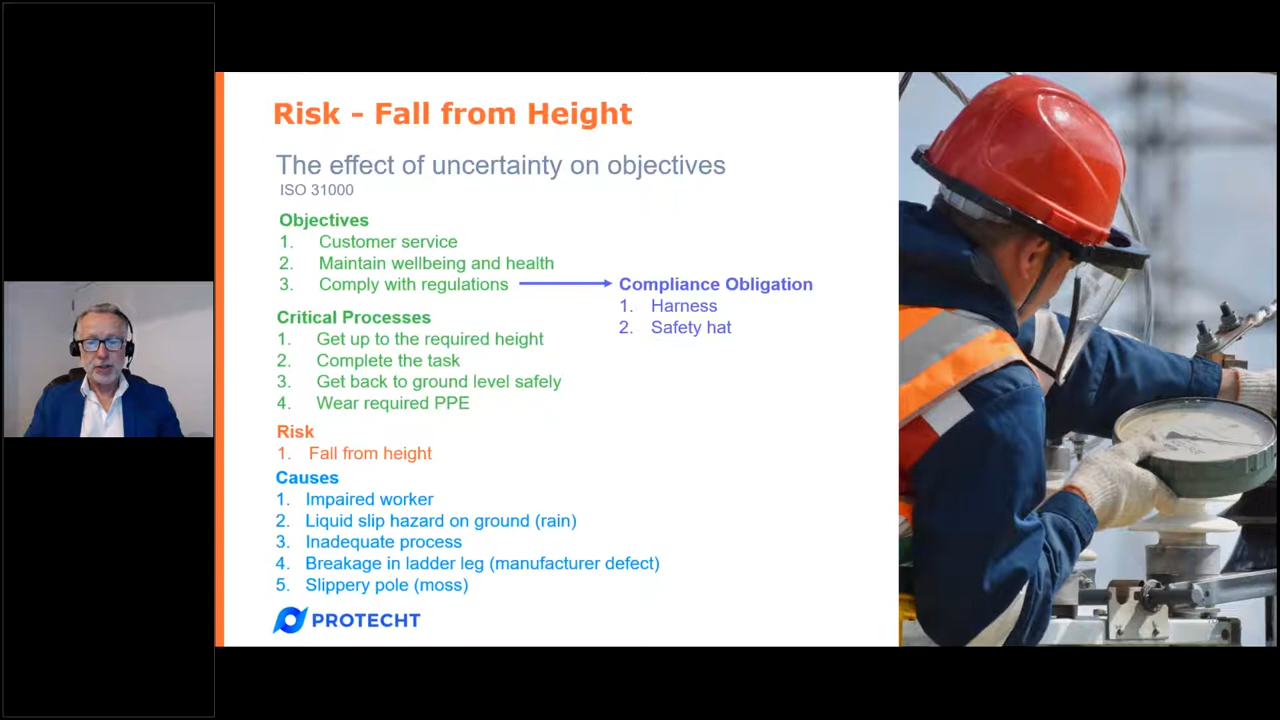 Risk - Fall from Height
The effect of uncertainty on objectives
ISO 31000
Objectives
1. Customer service
2. Maintain wellbeing and health
3. Comply with regulations
Compliance Obligation
1. Harness
2. Safety hat
Critical Processes
1. Get up to the required height
2. Complete the task
3. Get back to ground level safely
4. Wear required PPE
Risk
1. Fall from height
Causes
1. Impaired worker
2. Liquid slip hazard on ground (rain)
3. Inadequate process
4. Breakage in ladder leg (manufacturer defect)
5. Slippery pole (moss)
PROTECHT